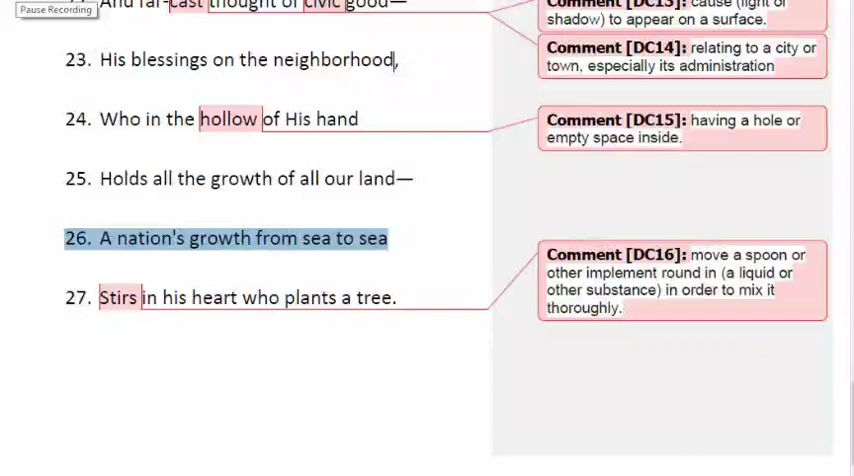 And far-cast thought of civic good—
Pause Recording
23. His blessings on the neighborhood,
24. Who in the hollow of His hand
25. Holds all the growth of all our land—
26. A nation's growth from sea to sea
27. Stirs in his heart who plants a tree.
Comment [DC13]: cause (light or
shadow) to appear on a surface.
Comment [DC14]: relating to a city or
town, especially its administration
Comment [DC15]: having a hole or
empty space inside.
Comment [DC16]: move a spoon or
other implement round in (a liquid or
other substance) in order to mix it
thoroughly.